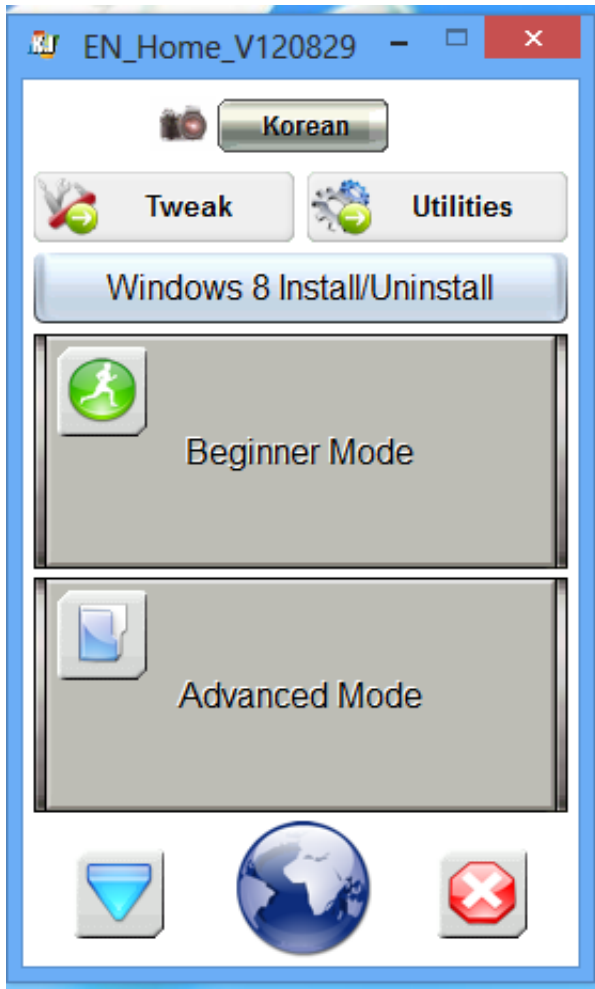 EN_Home_V120829
Korean
Tweak
Utilities
Windows 8 Install/Uninstall
Beginner Mode
Advanced Mode